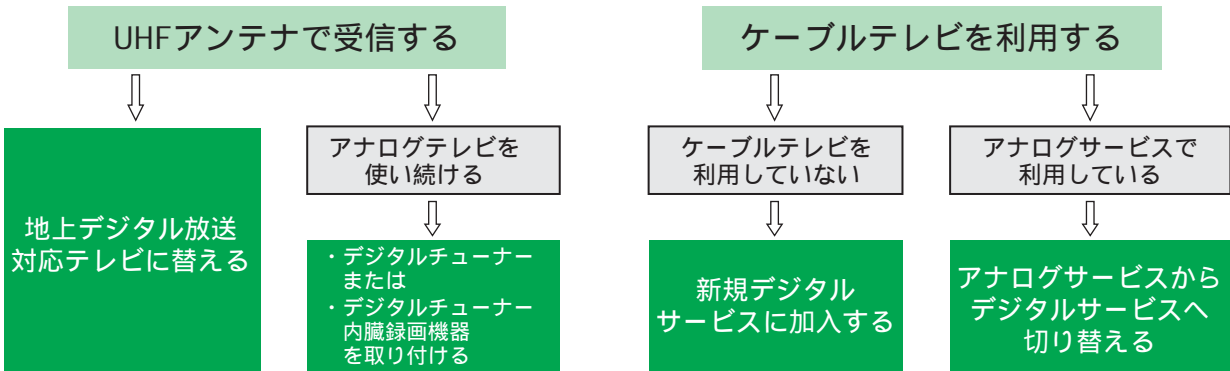 UHFアンテナで受信する
地上デジタル放送
対応テレビに替える
アナログテレビを
使い続ける
・デジタルチューナー
または
・デジタルチューナー
内臓録画機器
を取り付ける
ケーブルテレビを利用する
ケーブルテレビを
利用していない
新規デジタル
サービスに加入する
アナログサービスで
利用している
アナログサービスから
デジタルサービスへ
切り替える